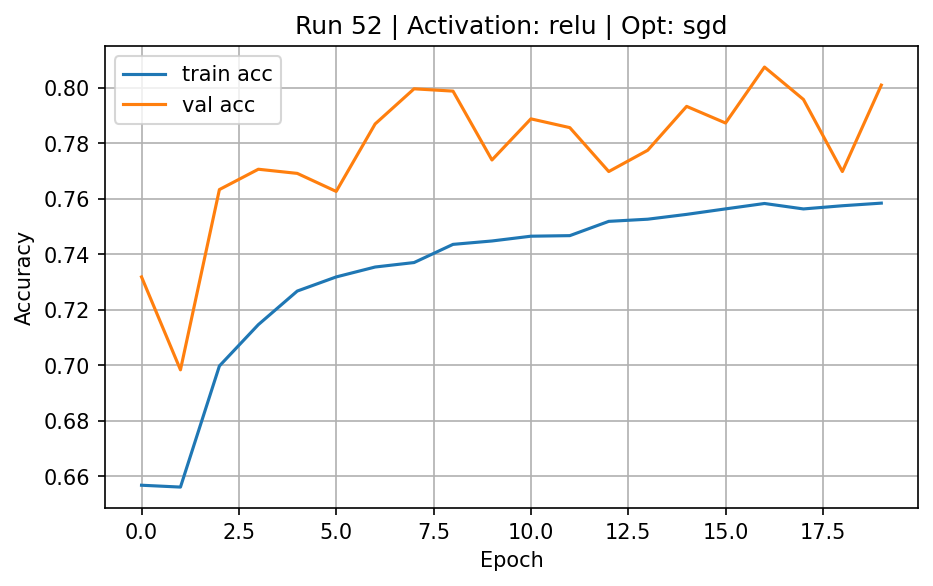 Run 52 | Activation: relu | Opt: sgd
train acc
val acc
0.80
0.78
0.76
0.74
0.72
0.70
0.68
0.66
Accuracy
0.0 2.5 5.0 7.5 10.0 12.5 15.0 17.5
Epoch